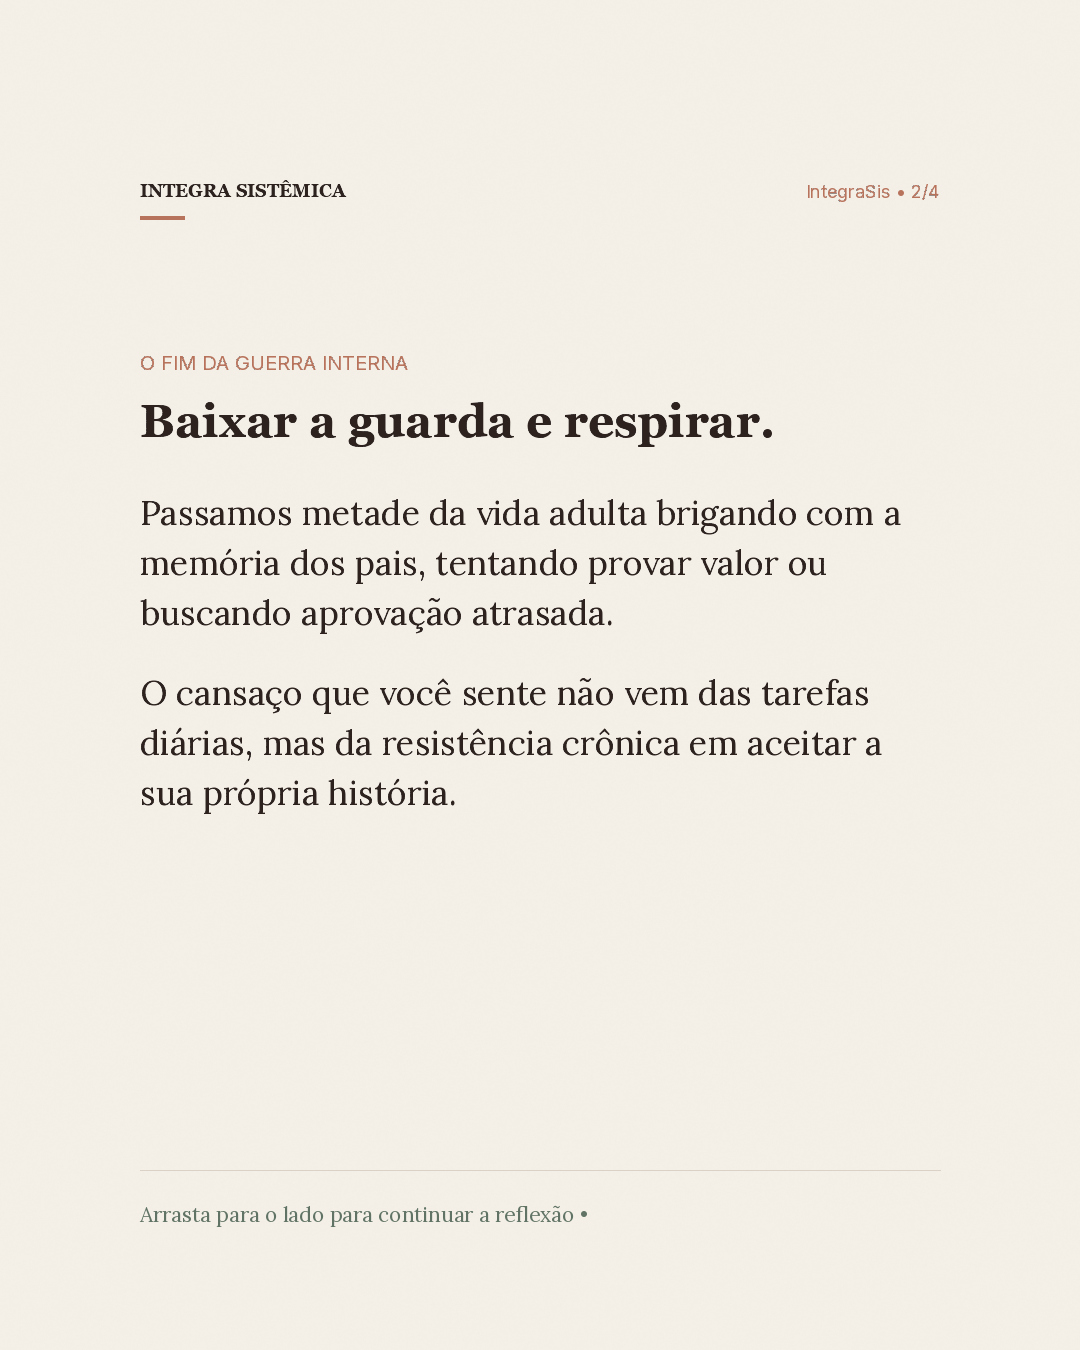 INTEGRA SISTÊMICA
IntegraSis • 2/4
O FIM DA GUERRA INTERNA
Baixar a guarda e respirar.
Passamos metade da vida adulta brigando com a
memória dos pais, tentando provar valor ou
buscando aprovação atrasada.
O cansaço que você sente não vem das tarefas
diárias, mas da resistência crônica em aceitar a
sua própria história.
Arrasta para o lado para continuar a reflexão •